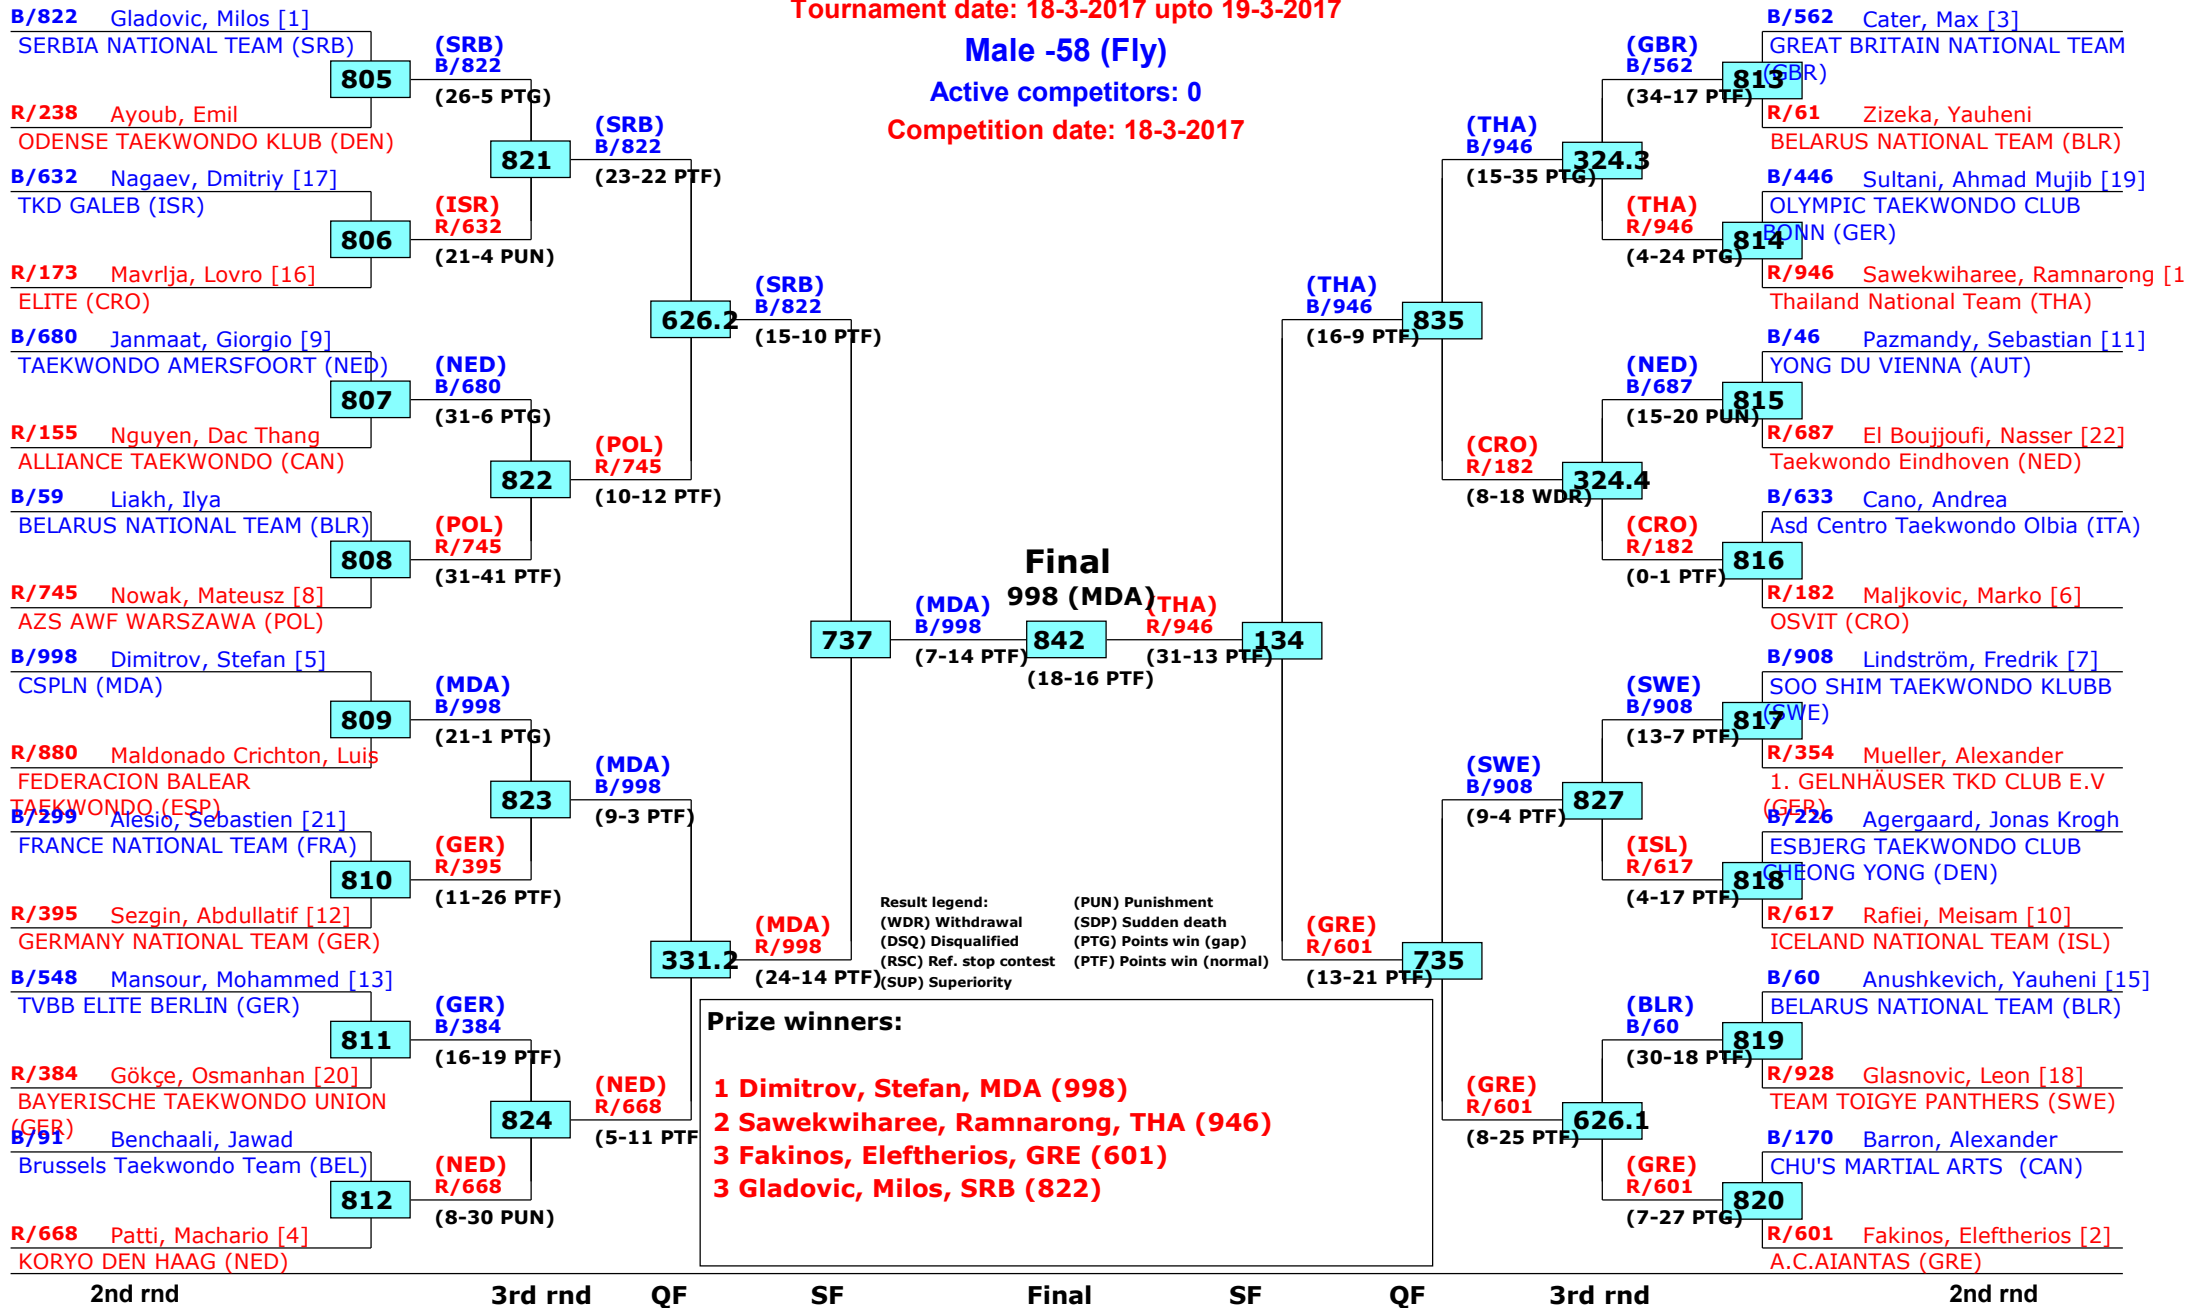 Tournament date: 18-3-2017 upto 19-3-2017
Male -58 (Fly)
Active competitors: 0
Competition date: 18-3-2017
B/822 Gladovic, Milos [1]
SERBIA NATIONAL TEAM (SRB)
805
R/238 Ayoub, Emil
ODENSE TAEKWONDO KLUB (DEN)
B/632 Nagaev, Dmitriy [17]
TKD GALEB (ISR)
806
R/173 Mavrlja, Lovro [16]
ELITE (CRO)
B/680 Janmaat, Giorgio [9]
TAEKWONDO AMERSFOORT (NED)
807
R/155 Nguyen, Dac Thang
ALLIANCE TAEKWONDO (CAN)
B/59 Liakh, Ilya
BELARUS NATIONAL TEAM (BLR)
808
R/745 Nowak, Mateusz [8]
AZS AWF WARSZAWA (POL)
B/998 Dimitrov, Stefan [5]
CSPLN (MDA)
809
R/880 Maldonado Crichton, Luis
FEDERACION BALEAR
TAEKWONDO (ESP)
B/299 Alesio, Sebastien [21]
FRANCE NATIONAL TEAM (FRA)
810
R/395 Sezgin, Abdullatif [12]
GERMANY NATIONAL TEAM (GER)
B/548 Mansour, Mohammed [13]
TVBB ELITE BERLIN (GER)
811
R/384 Gökçe, Osmanhan [20]
BAYERISCHE TAEKWONDO UNION
(GER)
B/91 Benchaali, Jawad
Brussels Taekwondo Team (BEL)
812
R/668 Patti, Machario [4]
KORYO DEN HAAG (NED)
(SRB)
B/822
(26-5 PTG)
821
(ISR)
R/632
(21-4 PUN)
(NED)
B/680
(31-6 PTG)
822
(POL)
R/745
(31-41 PTF)
(MDA)
B/998
(21-1 PTG)
823
(GER)
R/395
(11-26 PTF)
(GER)
B/384
(16-19 PTF)
824
(NED)
R/668
(8-30 PUN)
(SRB)
B/822
(23-22 PTF)
626.2
(POL)
R/745
(10-12 PTF)
(MDA)
B/998
(9-3 PTF)
331.2
(NED)
R/668
(5-11 PTF
(SRB)
B/822
(15-10 PTF)
737
(MDA)
R/998
(24-14 PTF)
(MDA)
B/998
(7-14 PTF)
Final
998 (MDA)
842
(18-16 PTF)
(THA)
R/946
(31-13 PTF)
134
(THA)
B/946
(16-9 PTF)
835
(GRE)
R/601
(13-21 PTF)
735
(THA)
B/946
(15-35 PTG)
324.3
(CRO)
R/182
(8-18 WDR)
324.4
(SWE)
B/908
(9-4 PTF)
827
(GRE)
R/601
(8-25 PTF)
626.1
(GBR)
B/562
(34-17 PTF)
813
(THA)
R/946
(4-24 PTG)
814
(NED)
B/687
(15-20 PUN)
815
(CRO)
R/182
(0-1 PTF)
816
(SWE)
B/908
(13-7 PTF)
817
(ISL)
R/617
(4-17 PTF)
818
(BLR)
B/60
(30-18 PTF)
819
(GRE)
R/601
(7-27 PTG)
820
B/562 Cater, Max [3]
GREAT BRITAIN NATIONAL TEAM
(GBR)
R/61 Zizeka, Yauheni
BELARUS NATIONAL TEAM (BLR)
B/446 Sultani, Ahmad Mujib [19]
OLYMPIC TAEKWONDO CLUB
BONN (GER)
R/946 Sawekwiharee, Ramnarong [1
Thailand National Team (THA)
B/46 Pazmandy, Sebastian [11]
YONG DU VIENNA (AUT)
R/687 El Boujjoufi, Nasser [22]
Taekwondo Eindhoven (NED)
B/633 Cano, Andrea
Asd Centro Taekwondo Olbia (ITA)
R/182 Maljkovic, Marko [6]
OSVIT (CRO)
B/908 Lindström, Fredrik [7]
SOO SHIM TAEKWONDO KLUBB
(SWE)
R/354 Mueller, Alexander
1. GELNHÄUSER TKD CLUB E.V
(GER)
B/226 Agergaard, Jonas Krogh
ESBJERG TAEKWONDO CLUB
CHEONG YONG (DEN)
R/617 Rafiei, Meisam [10]
ICELAND NATIONAL TEAM (ISL)
B/60 Anushkevich, Yauheni [15]
BELARUS NATIONAL TEAM (BLR)
R/928 Glasnovic, Leon [18]
TEAM TOIGYE PANTHERS (SWE)
B/170 Barron, Alexander
CHU'S MARTIAL ARTS (CAN)
R/601 Fakinos, Eleftherios [2]
A.C.AIANTAS (GRE)
Result legend: (PUN) Punishment
(WDR) Withdrawal (SDP) Sudden death
(DSQ) Disqualified (PTG) Points win (gap)
(RSC) Ref. stop contest (PTF) Points win (normal)
(SUP) Superiority
Prize winners:
1 Dimitrov, Stefan, MDA (998)
2 Sawekwiharee, Ramnarong, THA (946)
3 Fakinos, Eleftherios, GRE (601)
3 Gladovic, Milos, SRB (822)
2nd rnd 3rd rnd QF SF Final SF QF 3rd rnd 2nd rnd